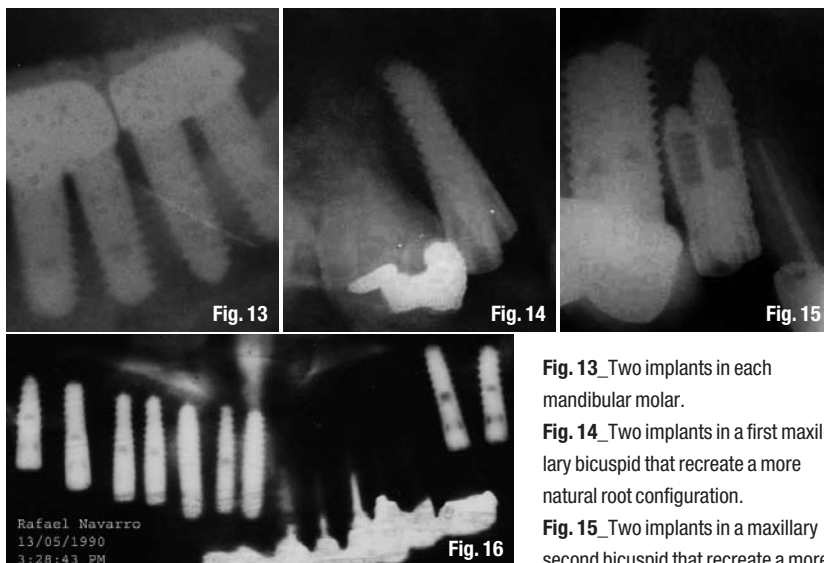 Fig. 13
Fig. 14
Fig. 15
Rafael Navarro
13/05/1990
3:28:43 PM
Fig. 16
Fig. 13_Two implants in each
mandibular molar.
Fig. 14_Two implants in a first maxil
lary bicuspid that recreate a more
natural root configuration.
Fig. 15_Two implants in a maxillary
second bicuspid that recreate a more